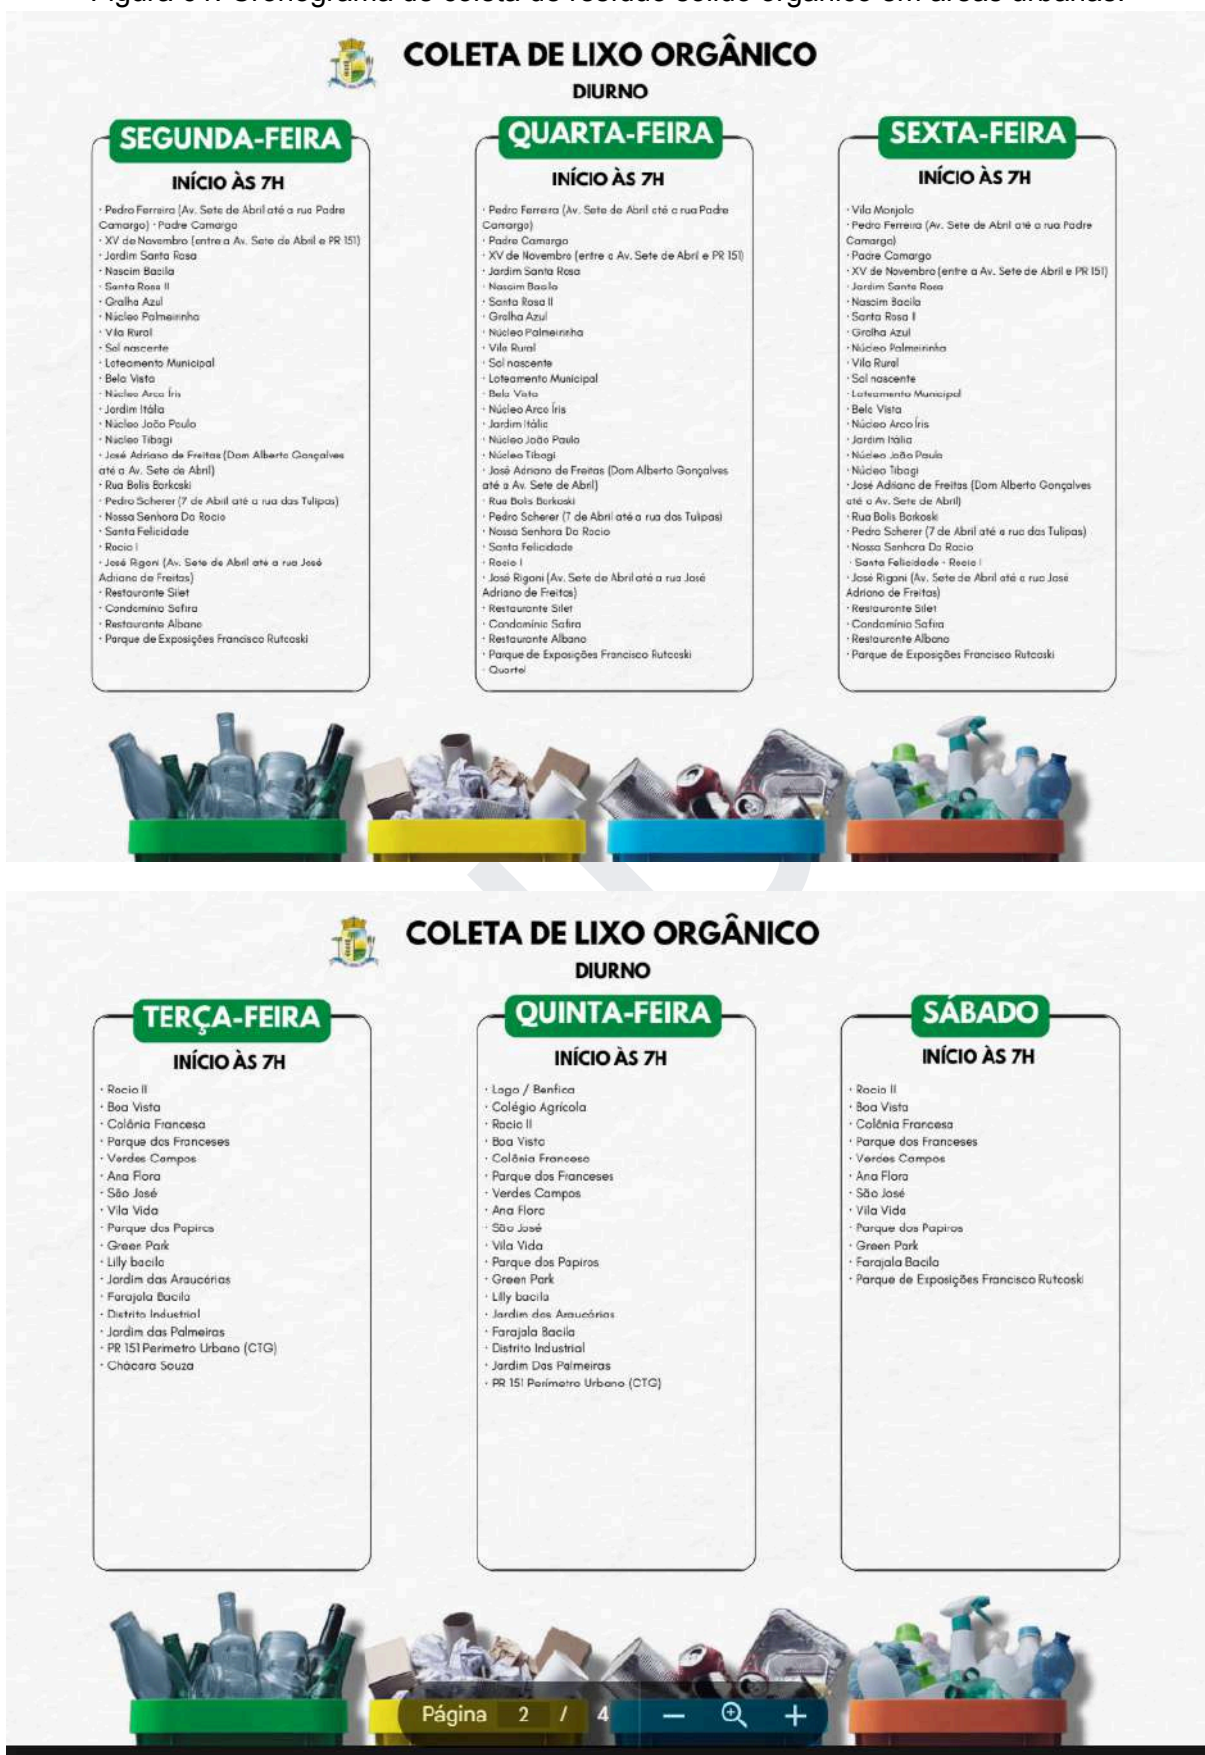 COLETA DE LIXO ORGÂNICO
DIURNO
SEGUNDA-FEIRA
INÍCIO ÀS 7H
· Pedro Ferreira (Av. Sete de Abril até a rua Padre
Camargo) · Padre Camargo
· XV de Novembro (entre a Av. Sete de Abril e PR 151)
· Jardim Santa Rosa
· Nassim Bacila
· Santa Rosa II
· Gralha Azul
· Núcleo Palmeirinha
· Vila Rural
· Sol nascente
· Loteamento Municipal
· Bela Vista
· Núcleo Arco Íris
· Jardim Itália
· Núcleo João Paulo
· Núcleo Tibagi
· José Adriano de Freitas (Dom Alberto Gonçalves
até a Av. Sete de Abril)
· Rua Bolis Borkoski
· Pedro Scherer (7 de Abril até a rua das Tulipas)
· Nossa Senhora Do Rocio
· Santa Felicidade
· Rocio I
· José Rigoni (Av. Sete de Abril até a rua José
Adriano de Freitas)
· Restaurante Silet
· Condomínio Safira
· Restaurante Albano
· Parque de Exposições Francisco Rutcoski
QUARTA-FEIRA
INÍCIO ÀS 7H
· Pedro Ferreira (Av. Sete de Abril até a rua Padre
Camargo)
· Padre Camargo
· XV de Novembro (entre a Av. Sete de Abril e PR 151)
· Jardim Santa Rosa
· Nassim Bacila
· Santa Rosa II
· Gralha Azul
· Núcleo Palmeirinha
· Vila Rural
· Sol nascente
· Loteamento Municipal
· Bela Vista
· Núcleo Arco Íris
· Jardim Itália
· Núcleo João Paulo
· Núcleo Tibagi
· José Adriano de Freitas (Dom Alberto Gonçalves
até a Av. Sete de Abril)
· Rua Bolis Borkoski
· Pedro Scherer (7 de Abril até a rua das Tulipas)
· Nossa Senhora Do Rocio
· Santa Felicidade
· Rocio I
· José Rigoni (Av. Sete de Abril até a rua José
Adriano de Freitas)
· Restaurante Silet
· Condomínio Safira
· Restaurante Albano
· Parque de Exposições Francisco Rutcoski
· Quartel
SEXTA-FEIRA
INÍCIO ÀS 7H
· Vila Monjolo
· Pedro Ferreira (Av. Sete de Abril até a rua Padre
Camargo)
· Padre Camargo
· XV de Novembro (entre a Av. Sete de Abril e PR 151)
· Jardim Santa Rosa
· Nassim Bacila
· Santa Rosa II
· Gralha Azul
· Núcleo Palmeirinha
· Vila Rural
· Sol nascente
· Loteamento Municipal
· Bela Vista
· Núcleo Arco Íris
· Jardim Itália
· Núcleo João Paulo
· Núcleo Tibagi
· José Adriano de Freitas (Dom Alberto Gonçalves
até a Av. Sete de Abril)
· Rua Bolis Borkoski
· Pedro Scherer (7 de Abril até a rua das Tulipas)
· Nossa Senhora Do Rocio
· Santa Felicidade · Rocio I
· José Rigoni (Av. Sete de Abril até a rua José
Adriano de Freitas)
· Restaurante Silet
· Condomínio Safira
· Restaurante Albano
· Parque de Exposições Francisco Rutcoski
COLETA DE LIXO ORGÂNICO
DIURNO
TERÇA-FEIRA
INÍCIO ÀS 7H
· Rocio II
· Boa Vista
· Colônia Francesa
· Parque dos Franceses
· Verdes Campos
· Ana Flora
· São José
· Vila Vida
· Parque dos Papiros
· Green Park
· Lilly bacila
· Jardim das Araucárias
· Farajala Bacila
· Distrito Industrial
· Jardim das Palmeiras
· PR 151 Perímetro Urbano (CTG)
· Chácara Souza
QUINTA-FEIRA
INÍCIO ÀS 7H
· Lago / Benfica
· Colégio Agrícola
· Rocio II
· Boa Vista
· Colônia Francesa
· Parque dos Franceses
· Verdes Campos
· Ana Flora
· São José
· Vila Vida
· Parque dos Papiros
· Green Park
· Lilly bacila
· Jardim das Araucárias
· Farajala Bacila
· Distrito Industrial
· Jardim Das Palmeiras
· PR 151 Perímetro Urbano (CTG)
SÁBADO
INÍCIO ÀS 7H
· Rocio II
· Boa Vista
· Colônia Francesa
· Parque dos Franceses
· Verdes Campos
· Ana Flora
· São José
· Vila Vida
· Parque dos Papiros
· Green Park
· Farajala Bacila
· Parque de Exposições Francisco Rutcoski
Página 2 / 4